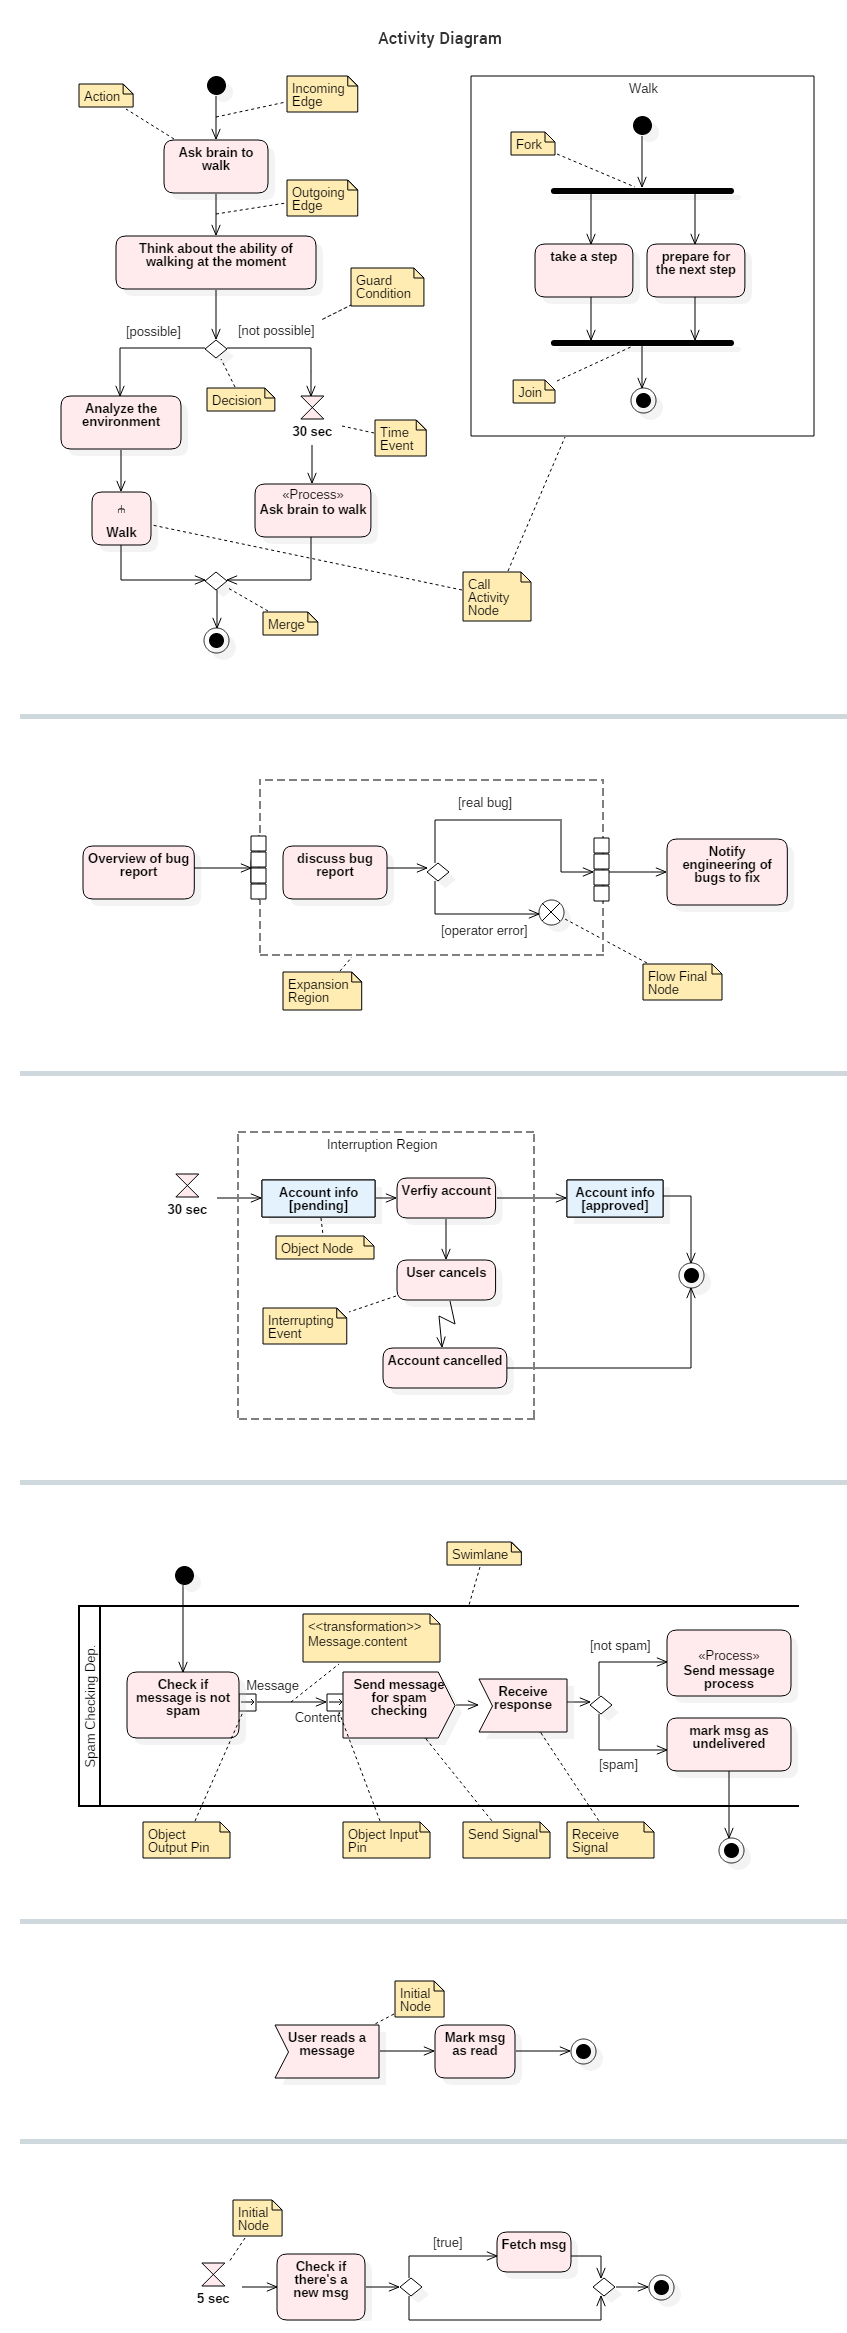 Activity Diagram
Action
Incoming
Edge
Ask brain to
walk
Outgoing
Edge
Think about the ability of
walking at the moment
Guard
Condition
[possible]
[not possible]
Decision
Analyze the
environment
30 sec
Time
Event
«Process»
Ask brain to walk
Walk
Merge
Call
Activity
Node
Walk
Fork
take a step
prepare for
the next step
Join
[real bug]
Overview of bug
report
discuss bug
report
Notify
engineering of
bugs to fix
[operator error]
Expansion
Region
Flow Final
Node
Interruption Region
30 sec
Account info
[pending]
Verfiy account
Account info
[approved]
Object Node
User cancels
Interrupting
Event
Account cancelled
Swimlane
Spam Checking Dep.
<<transformation>>
Message.content
Check if
message is not
spam
Message
Content
Send message
for spam
checking
Receive
response
[not spam]
«Process»
Send message
process
mark msg as
undelivered
[spam]
Object
Output Pin
Object Input
Pin
Send Signal
Receive
Signal
Initial
Node
User reads a
message
Mark msg
as read
Initial
Node
5 sec
Check if
there's a
new msg
[true]
Fetch msg